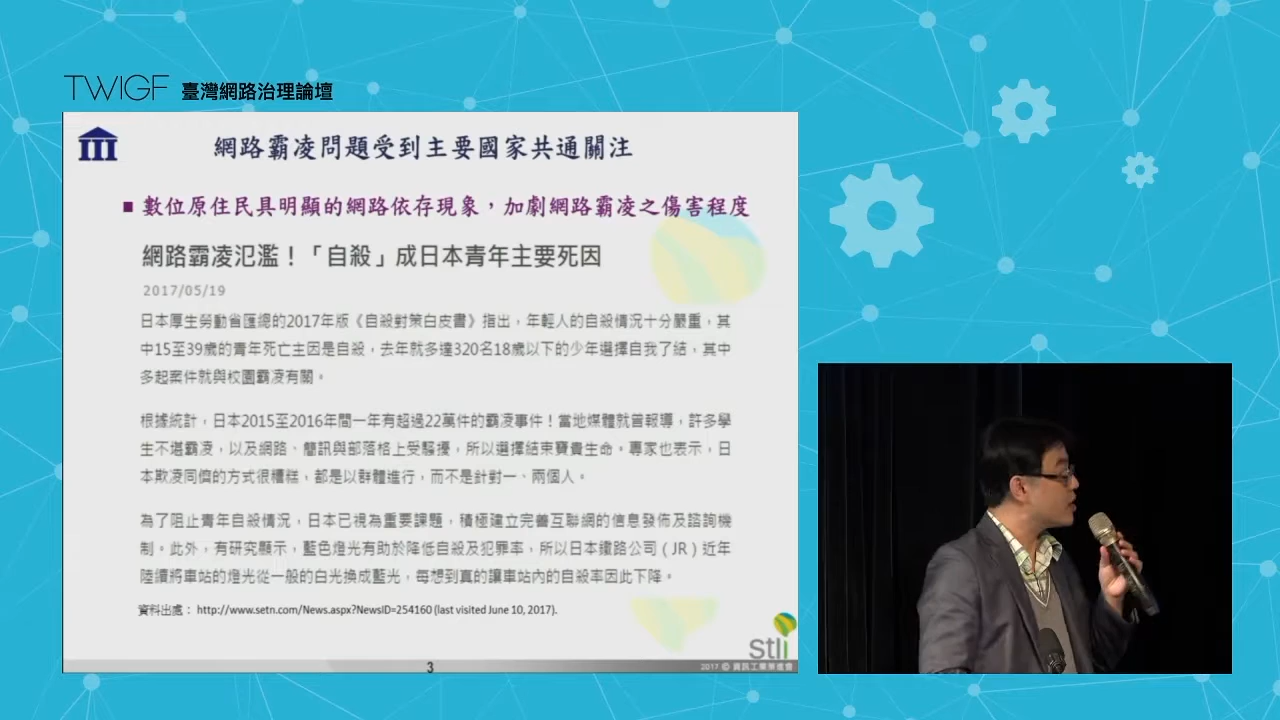 TWIGF 臺灣網路治理論壇
網路霸凌問題受到主要國家共通關注
■ 數位原住民具明顯的網路依存現象，加劇網路霸凌之傷害程度
網路霸凌氾濫！「自殺」成日本青年主要死因
2017/05/19
日本厚生勞動省匯總的2017年版《自殺對策白皮書》指出，年輕人的自殺情況十分嚴重，其
中15至39歲的青年死亡主因是自殺，去年就多達320名18歲以下的少年選擇自我了結，其中
多起案件就與校園霸凌有關。
根據統計，日本2015至2016年間一年有超過22萬件的霸凌事件！當地媒體就曾報導，許多學
生不堪霸凌，以及網路、簡訊與部落格上受騷擾，所以選擇結束寶貴生命。專家也表示，日
本欺凌同儕的方式很糟糕，都是以群體進行，而不是針對一、兩個人。
為了阻止青年自殺情況，日本已視為重要課題，積極建立完善互聯網的信息發佈及諮詢機
制。此外，有研究顯示，藍色燈光有助於降低自殺及犯罪率，所以日本鐵路公司（JR）近年
陸續將車站的燈光從一般的白光換成藍光，每想到真的讓車站內的自殺率因此下降。
資料出處： http://www.setn.com/News.aspx?NewsID=254160 (last visited June 10, 2017).
stli
3
2017 © 資訊工業策進會